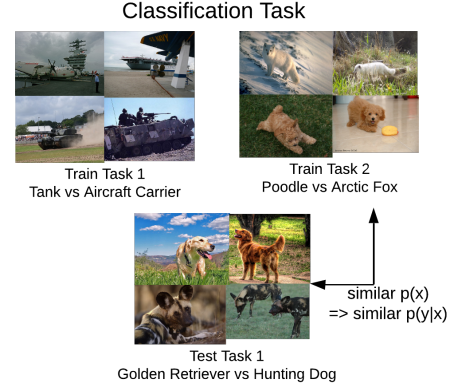 Classification Task
Train Task 1
Tank vs Aircraft Carrier
Train Task 2
Poodle vs Arctic Fox
similar p(x)
=> similar p(y|x)
Test Task 1
Golden Retriever vs Hunting Dog